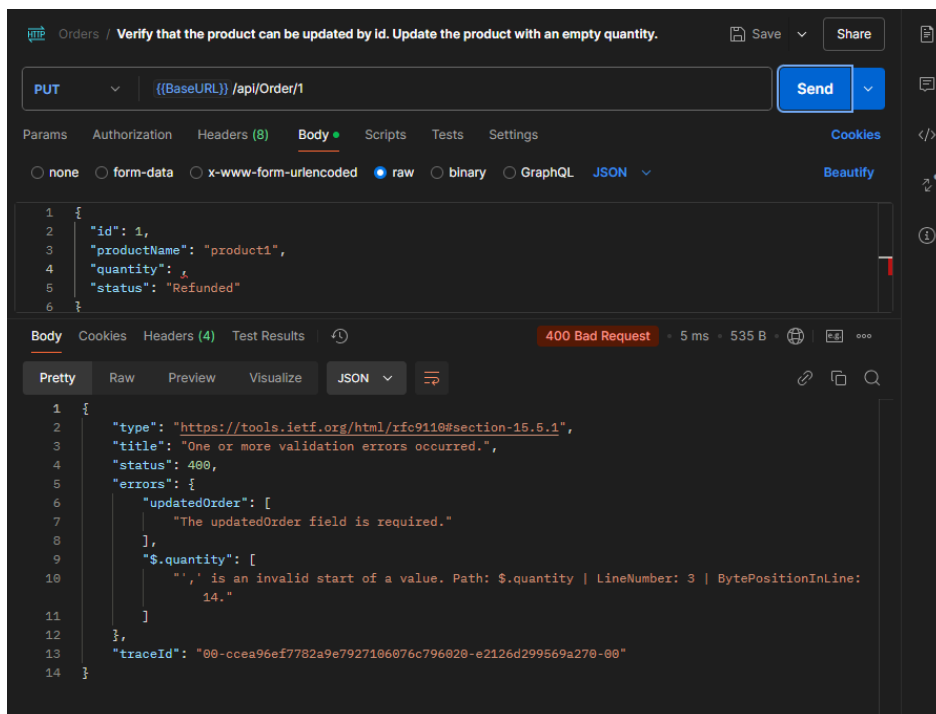 HTTP Orders / Verify that the product can be updated by id. Update the product with an empty quantity. Save Share
PUT {{BaseURL}} /api/Order/1 Send
Params Authorization Headers (8) Body Scripts Tests Settings Cookies
none form-data x-www-form-urlencoded raw binary GraphQL JSON Beautify
1 {
2 "id": 1,
3 "productName": "product1",
4 "quantity": ,
5 "status": "Refunded"
6 }
Body Cookies Headers (4) Test Results 400 Bad Request 5 ms 535 B e.g.
Pretty Raw Preview Visualize JSON
1 {
2 "type": "https://tools.ietf.org/html/rfc9110#section-15.5.1",
3 "title": "One or more validation errors occurred.",
4 "status": 400,
5 "errors": {
6 "updatedOrder": [
7 "The updatedOrder field is required."
8 ],
9 "$.quantity": [
10 "',' is an invalid start of a value. Path: $.quantity | LineNumber: 3 | BytePositionInLine:
14."
11 ]
12 },
13 "traceId": "00-ccea96ef7782a9e7927106076c796020-e2126d299569a270-00"
14 }